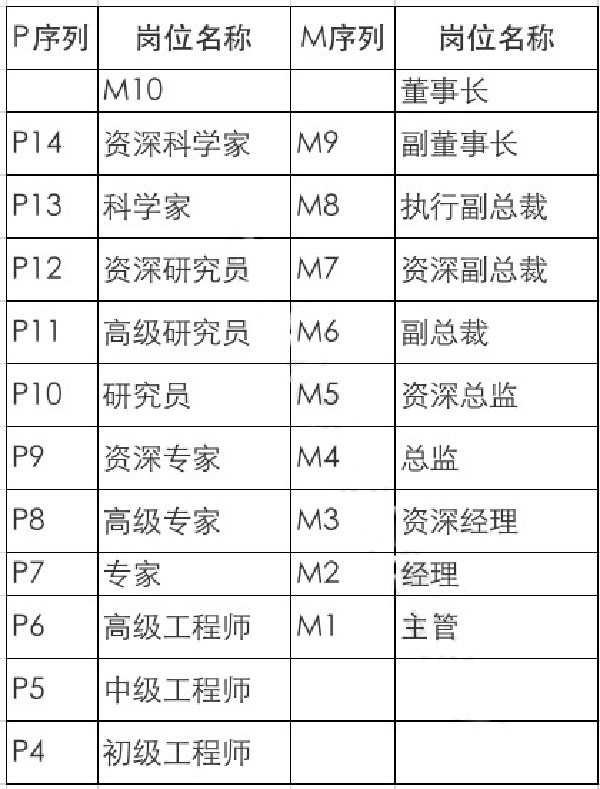 P序列 岗位名称 M序列 岗位名称
M10 董事长
P14 资深科学家 M9 副董事长
P13 科学家 M8 执行副总裁
P12 资深研究员 M7 资深副总裁
P11 高级研究员 M6 副总裁
P10 研究员 M5 资深总监
P9 资深专家 M4 总监
P8 高级专家 M3 资深经理
P7 专家 M2 经理
P6 高级工程师 M1 主管
P5 中级工程师
P4 初级工程师